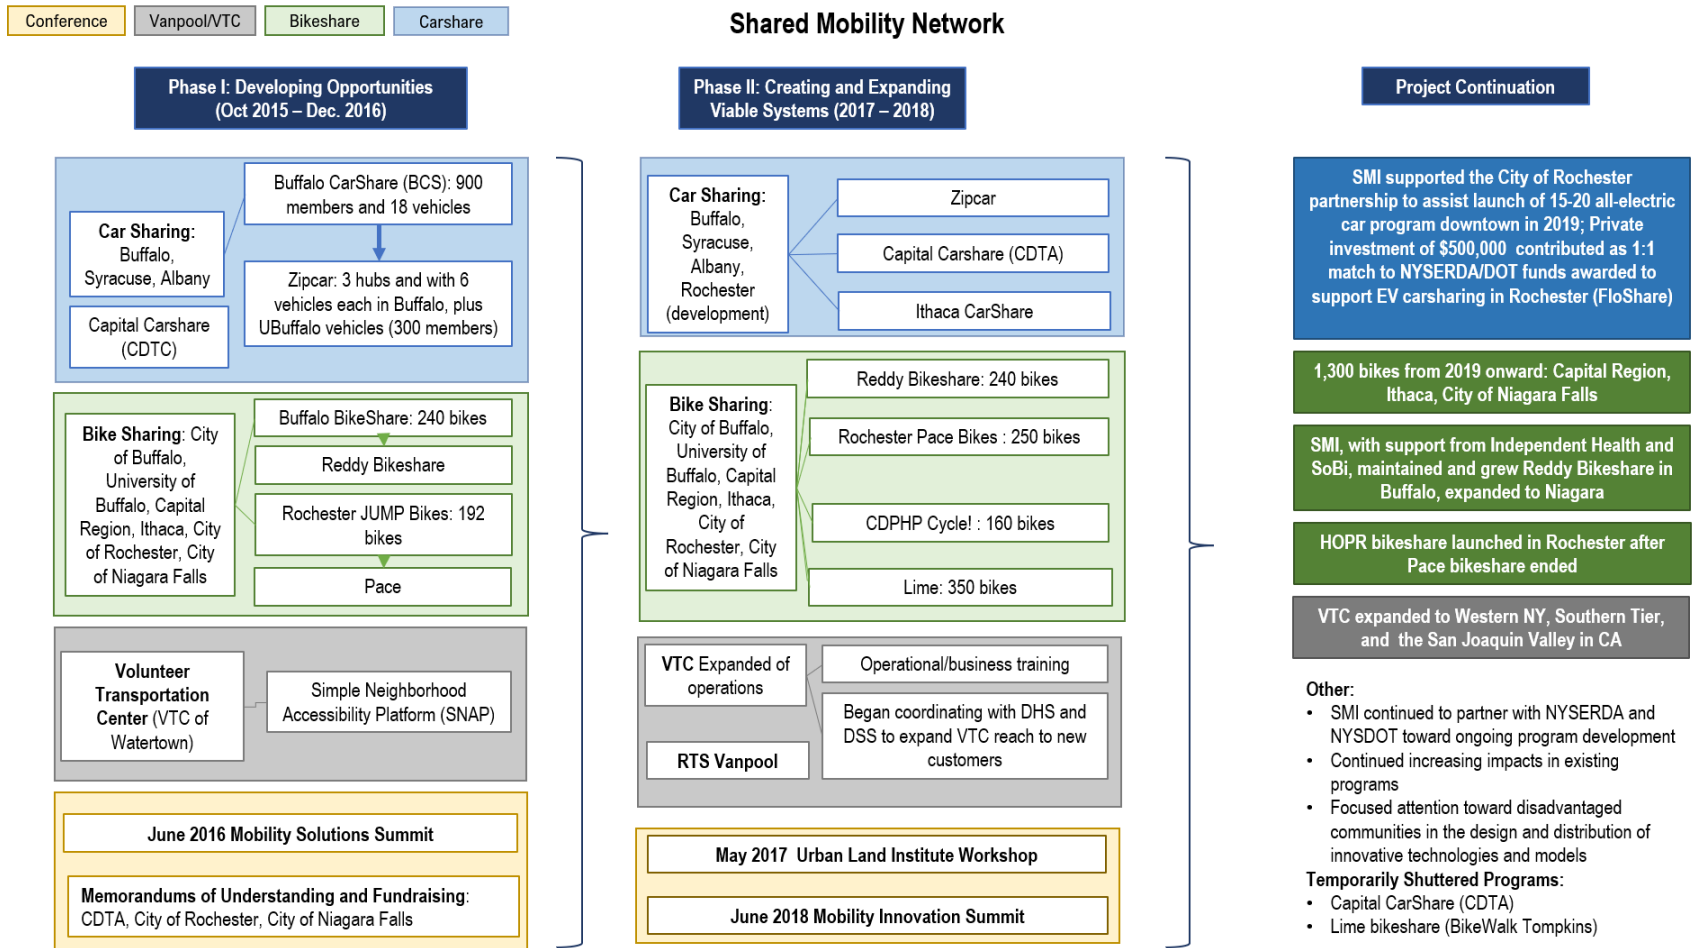 Conference
Vanpool/VTC
Bikeshare
Carshare
Shared Mobility Network
Phase I: Developing Opportunities
(Oct 2015 – Dec. 2016)
Car Sharing:
Buffalo,
Syracuse, Albany
Capital Carshare
(CDTC)
Buffalo CarShare (BCS): 900
members and 18 vehicles
Zipcar: 3 hubs and with 6
vehicles each in Buffalo, plus
UBuffalo vehicles (300 members)
Bike Sharing: City
of Buffalo,
University of
Buffalo, Capital
Region, Ithaca, City
of Rochester, City
of Niagara Falls
Buffalo BikeShare: 240 bikes
Reddy Bikeshare
Rochester JUMP Bikes: 192
bikes
Pace
Volunteer
Transportation
Center (VTC of
Watertown)
Simple Neighborhood
Accessibility Platform (SNAP)
June 2016 Mobility Solutions Summit
Memorandums of Understanding and Fundraising:
CDTA, City of Rochester, City of Niagara Falls
Phase II: Creating and Expanding
Viable Systems (2017 – 2018)
Car Sharing:
Buffalo,
Syracuse,
Albany,
Rochester
(development)
Zipcar
Capital Carshare (CDTA)
Ithaca CarShare
Bike Sharing:
City of Buffalo,
University of
Buffalo, Capital
Region, Ithaca,
City of
Rochester, City
of Niagara Falls
Reddy Bikeshare: 240 bikes
Rochester Pace Bikes : 250 bikes
CDPHP Cycle! : 160 bikes
Lime: 350 bikes
VTC Expanded of
operations
RTS Vanpool
Operational/business training
Began coordinating with DHS and
DSS to expand VTC reach to new
customers
May 2017 Urban Land Institute Workshop
June 2018 Mobility Innovation Summit
Project Continuation
SMI supported the City of Rochester
partnership to assist launch of 15-20 all-electric
car program downtown in 2019; Private
investment of $500,000 contributed as 1:1
match to NYSERDA/DOT funds awarded to
support EV carsharing in Rochester (FloShare)
1,300 bikes from 2019 onward: Capital Region,
Ithaca, City of Niagara Falls
SMI, with support from Independent Health and
SoBi, maintained and grew Reddy Bikeshare in
Buffalo, expanded to Niagara
HOPR bikeshare launched in Rochester after
Pace bikeshare ended
VTC expanded to Western NY, Southern Tier,
and the San Joaquin Valley in CA
Other:
• SMI continued to partner with NYSERDA and
NYSDOT toward ongoing program development
• Continued increasing impacts in existing
programs
• Focused attention toward disadvantaged
communities in the design and distribution of
innovative technologies and models
Temporarily Shuttered Programs:
• Capital CarShare (CDTA)
• Lime bikeshare (BikeWalk Tompkins)